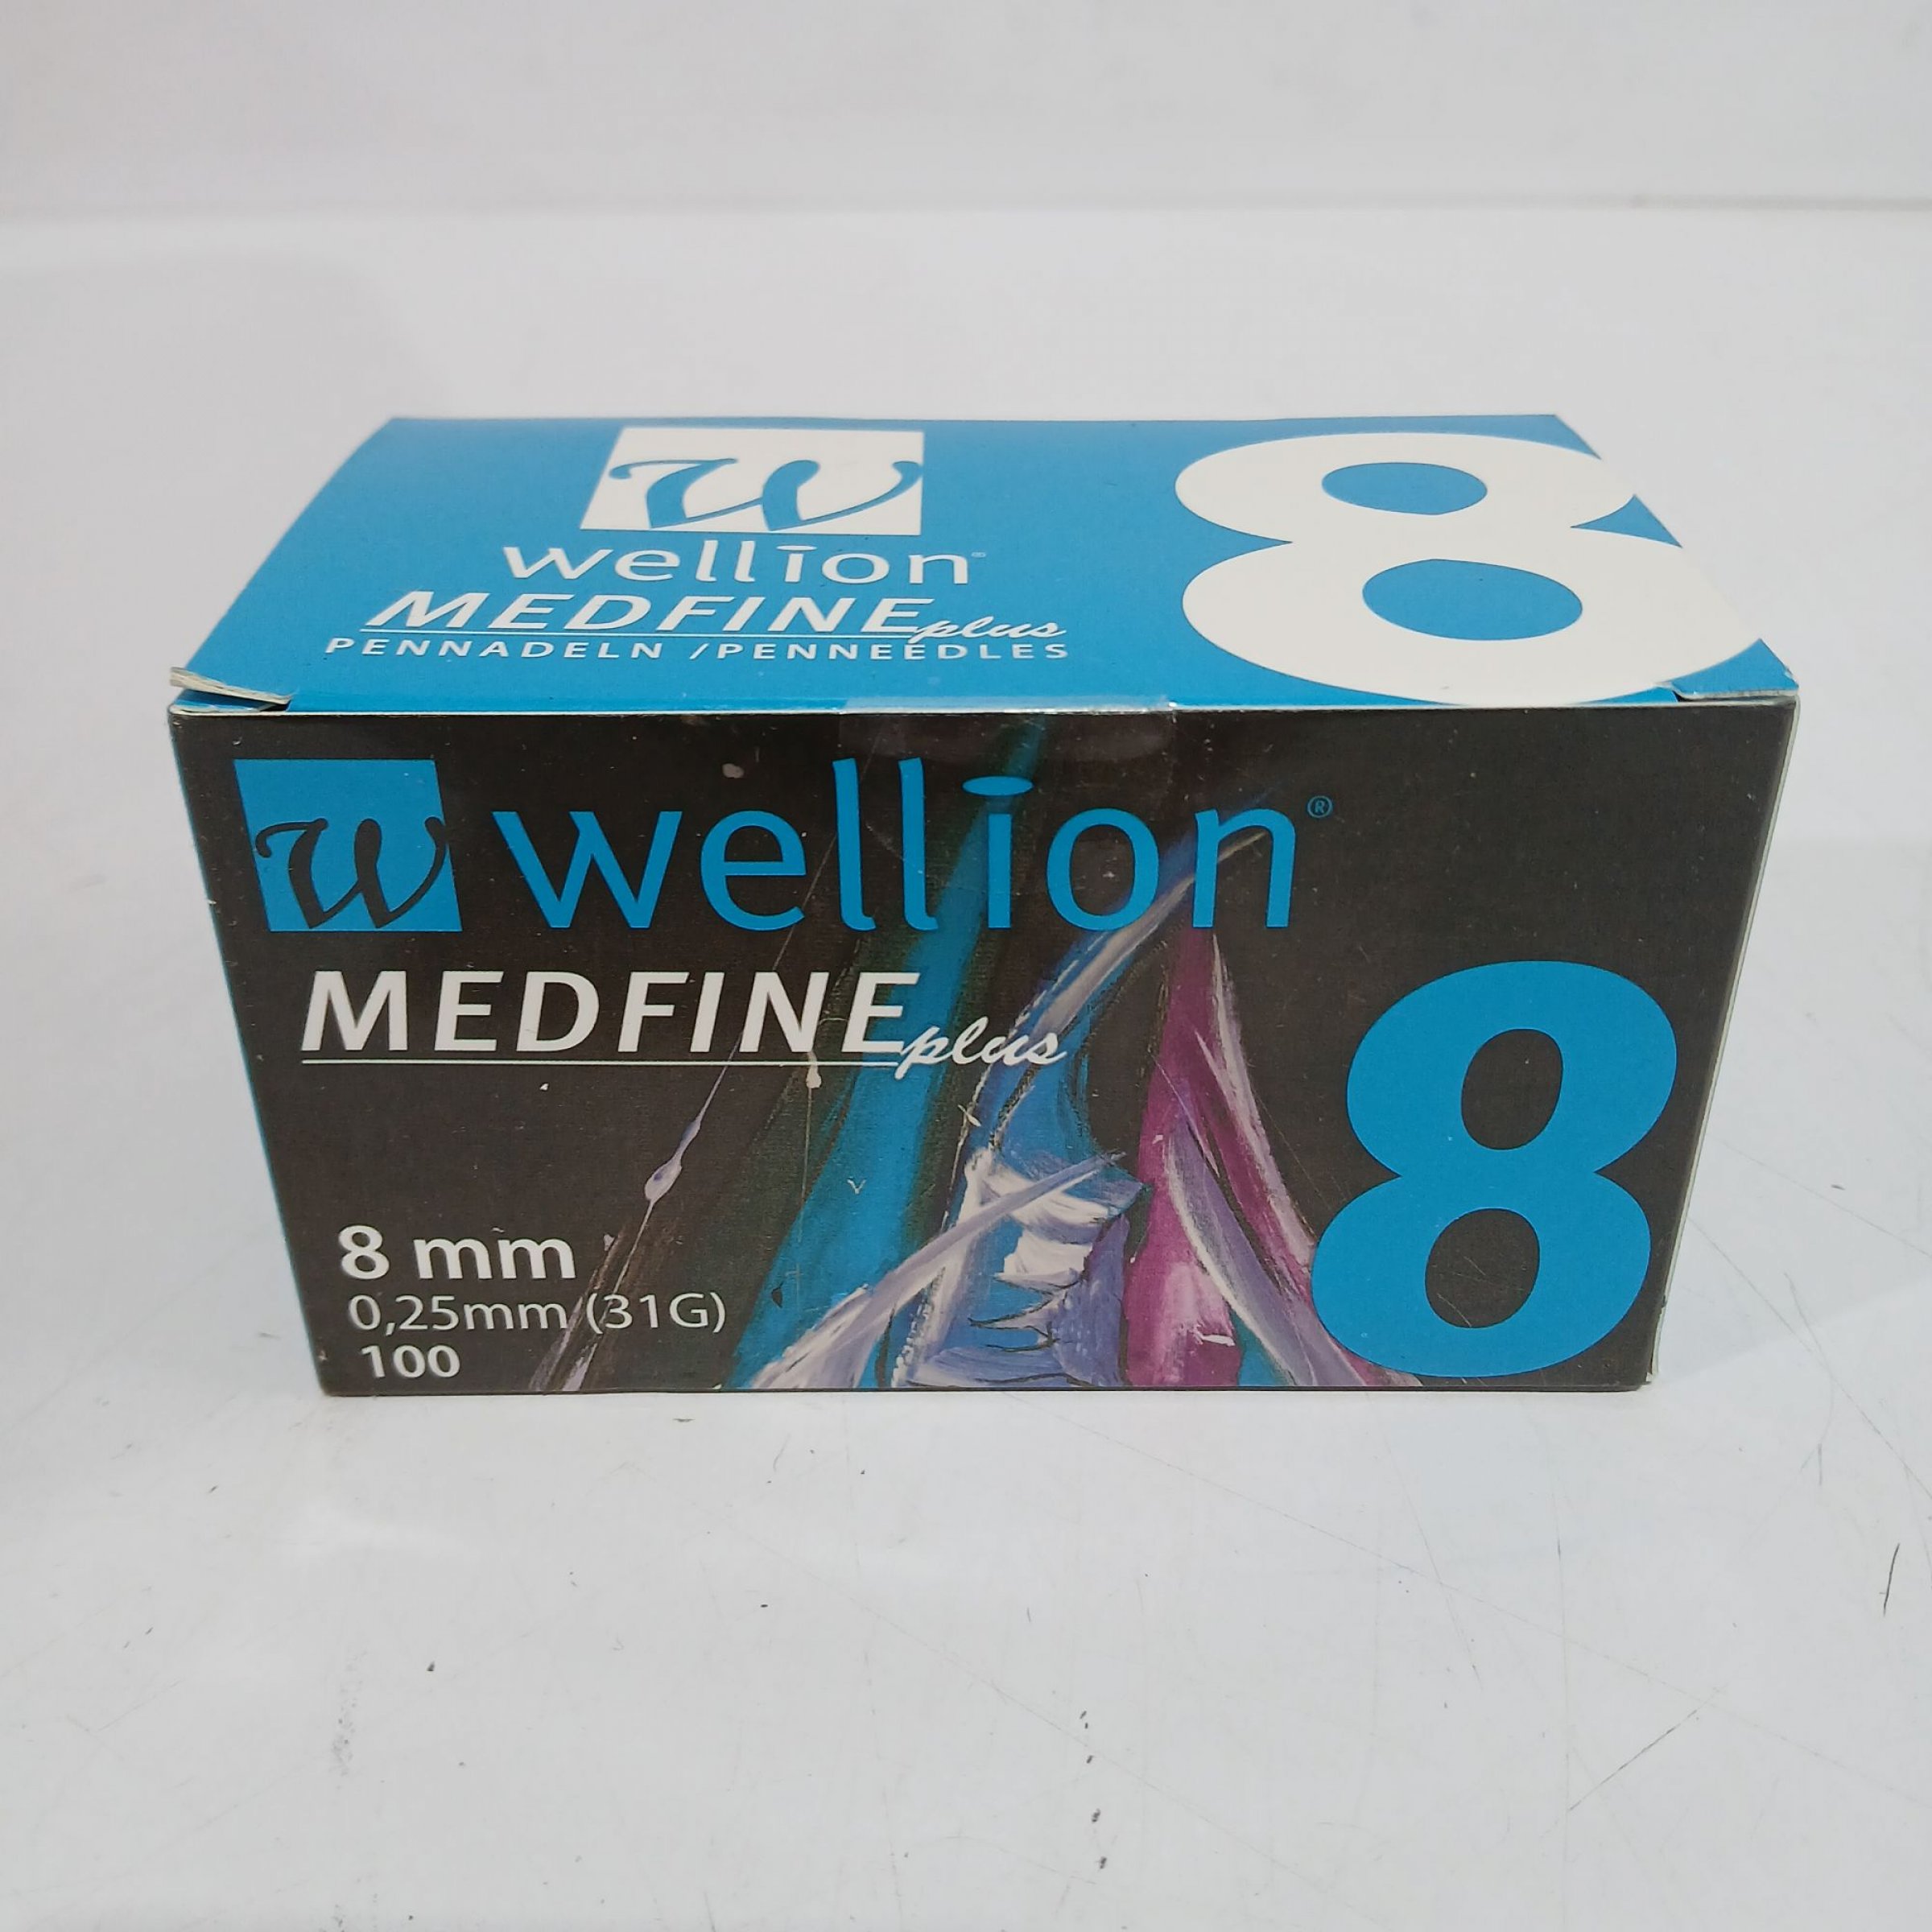 w
wellion®
MEDFINE plus
PENNADELN /PENNEEDLES
8
w wellion®
MEDFINE plus
8 mm
0,25mm (31G)
100
8